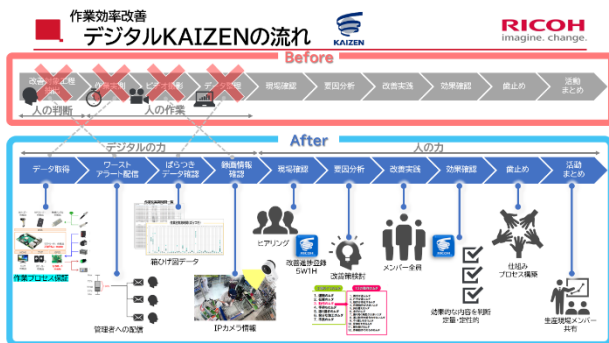 作業効率改善
デジタルKAIZENの流れ
KAIZEN
RICOH
imagine. change.
Before
現場確認
要因分析
改善実践
効果確認
歯止め
活動
まとめ
人の判断
人の作業
After
デジタルの力
人の力
データ取得
ワースト
アラート配信
ばらつき
データ確認
動画情報
確認
現場確認
要因分析
改善実践
効果確認
歯止め
活動
まとめ
作業プロセス保証
管理者への配信
箱ひげ図データ
IPカメラ情報
ヒアリング
KAIZEN
改善進捗登録
5W1H
改善策検討
メンバー全員
KAIZEN
効果的な内容を判断
定量・定性的
仕組み
プロセス構築
生産現場メンバー
共有